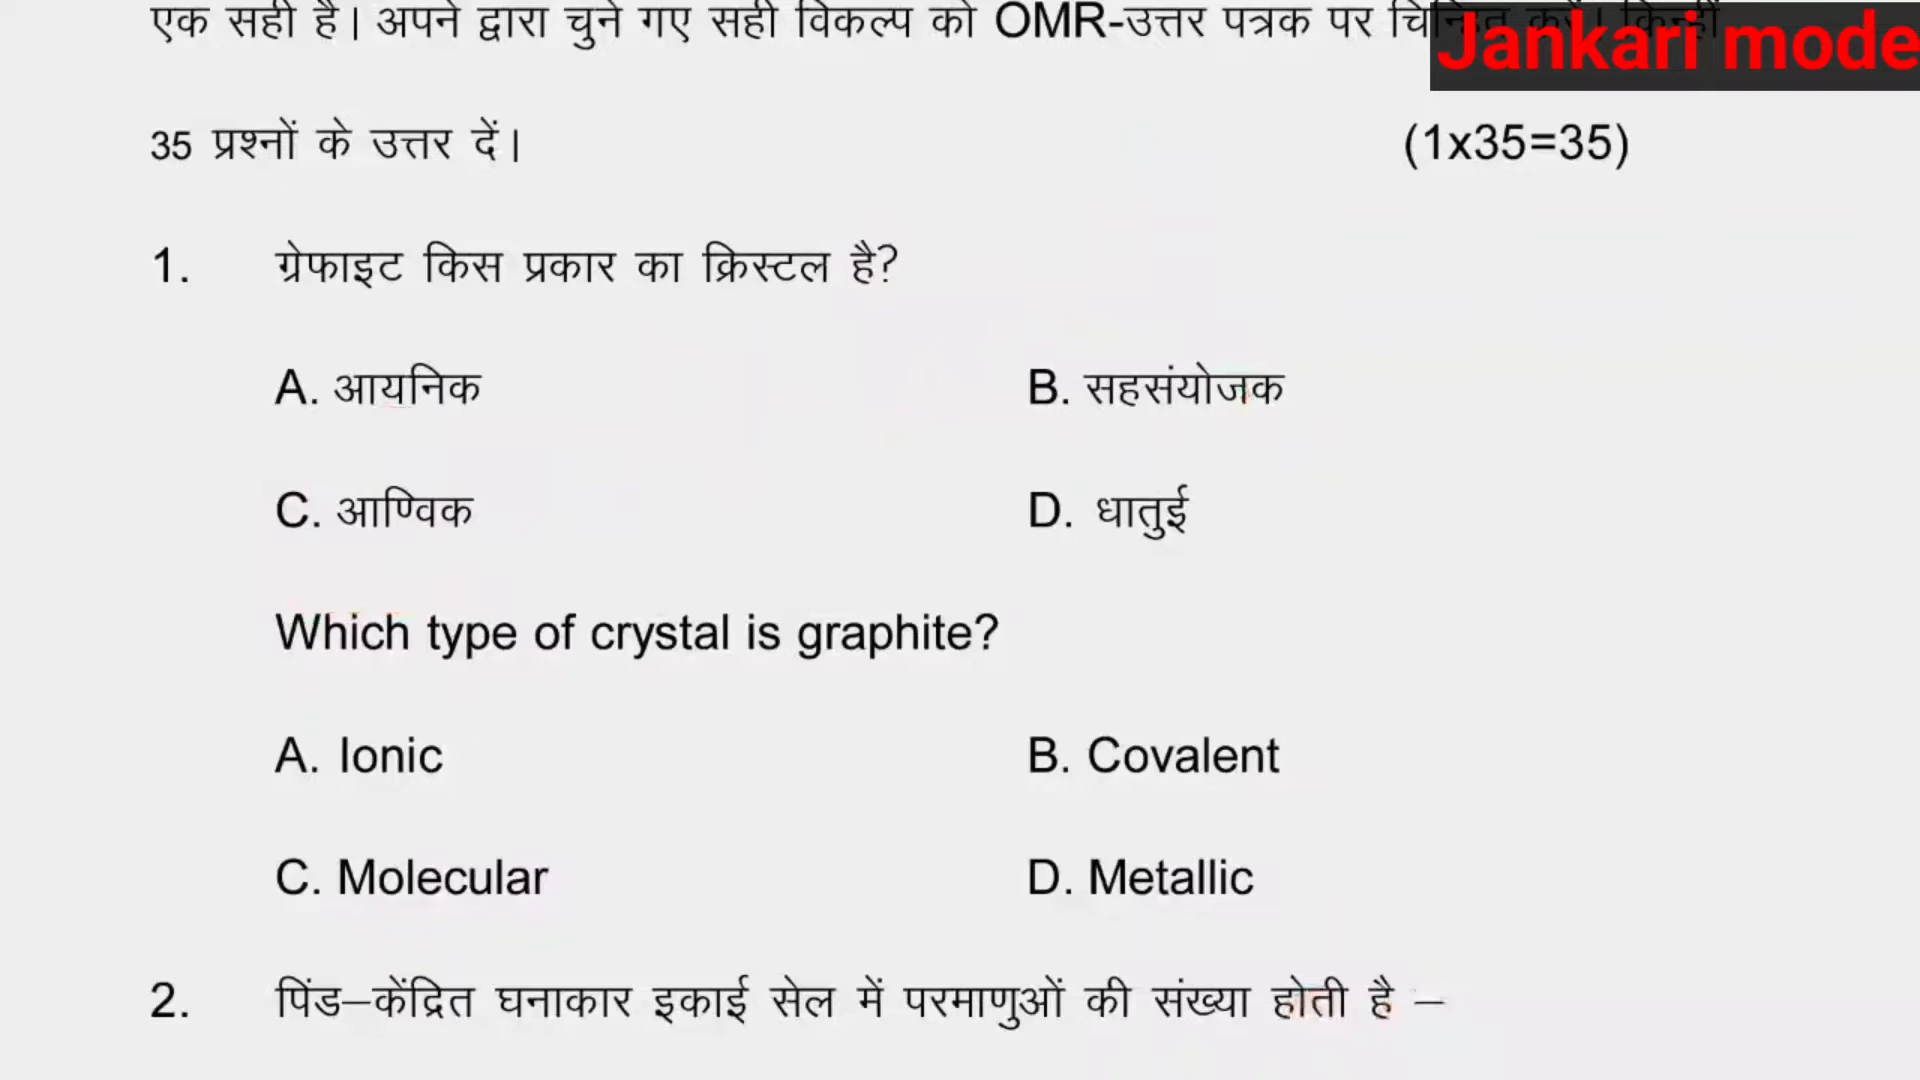 एक सही है। अपने द्वारा चुने गए सही विकल्प को OMR-उत्तर पत्रक पर चिन्हित करें। किन्हीं
Jankari mode
35 प्रश्नों के उत्तर दें। (1x35=35)
1. ग्रेफाइट किस प्रकार का क्रिस्टल है?
A. आयनिक B. सहसंयोजक
C. आण्विक D. धातुई
Which type of crystal is graphite?
A. Ionic B. Covalent
C. Molecular D. Metallic
2. पिंड–केंद्रित घनाकार इकाई सेल में परमाणुओं की संख्या होती है –